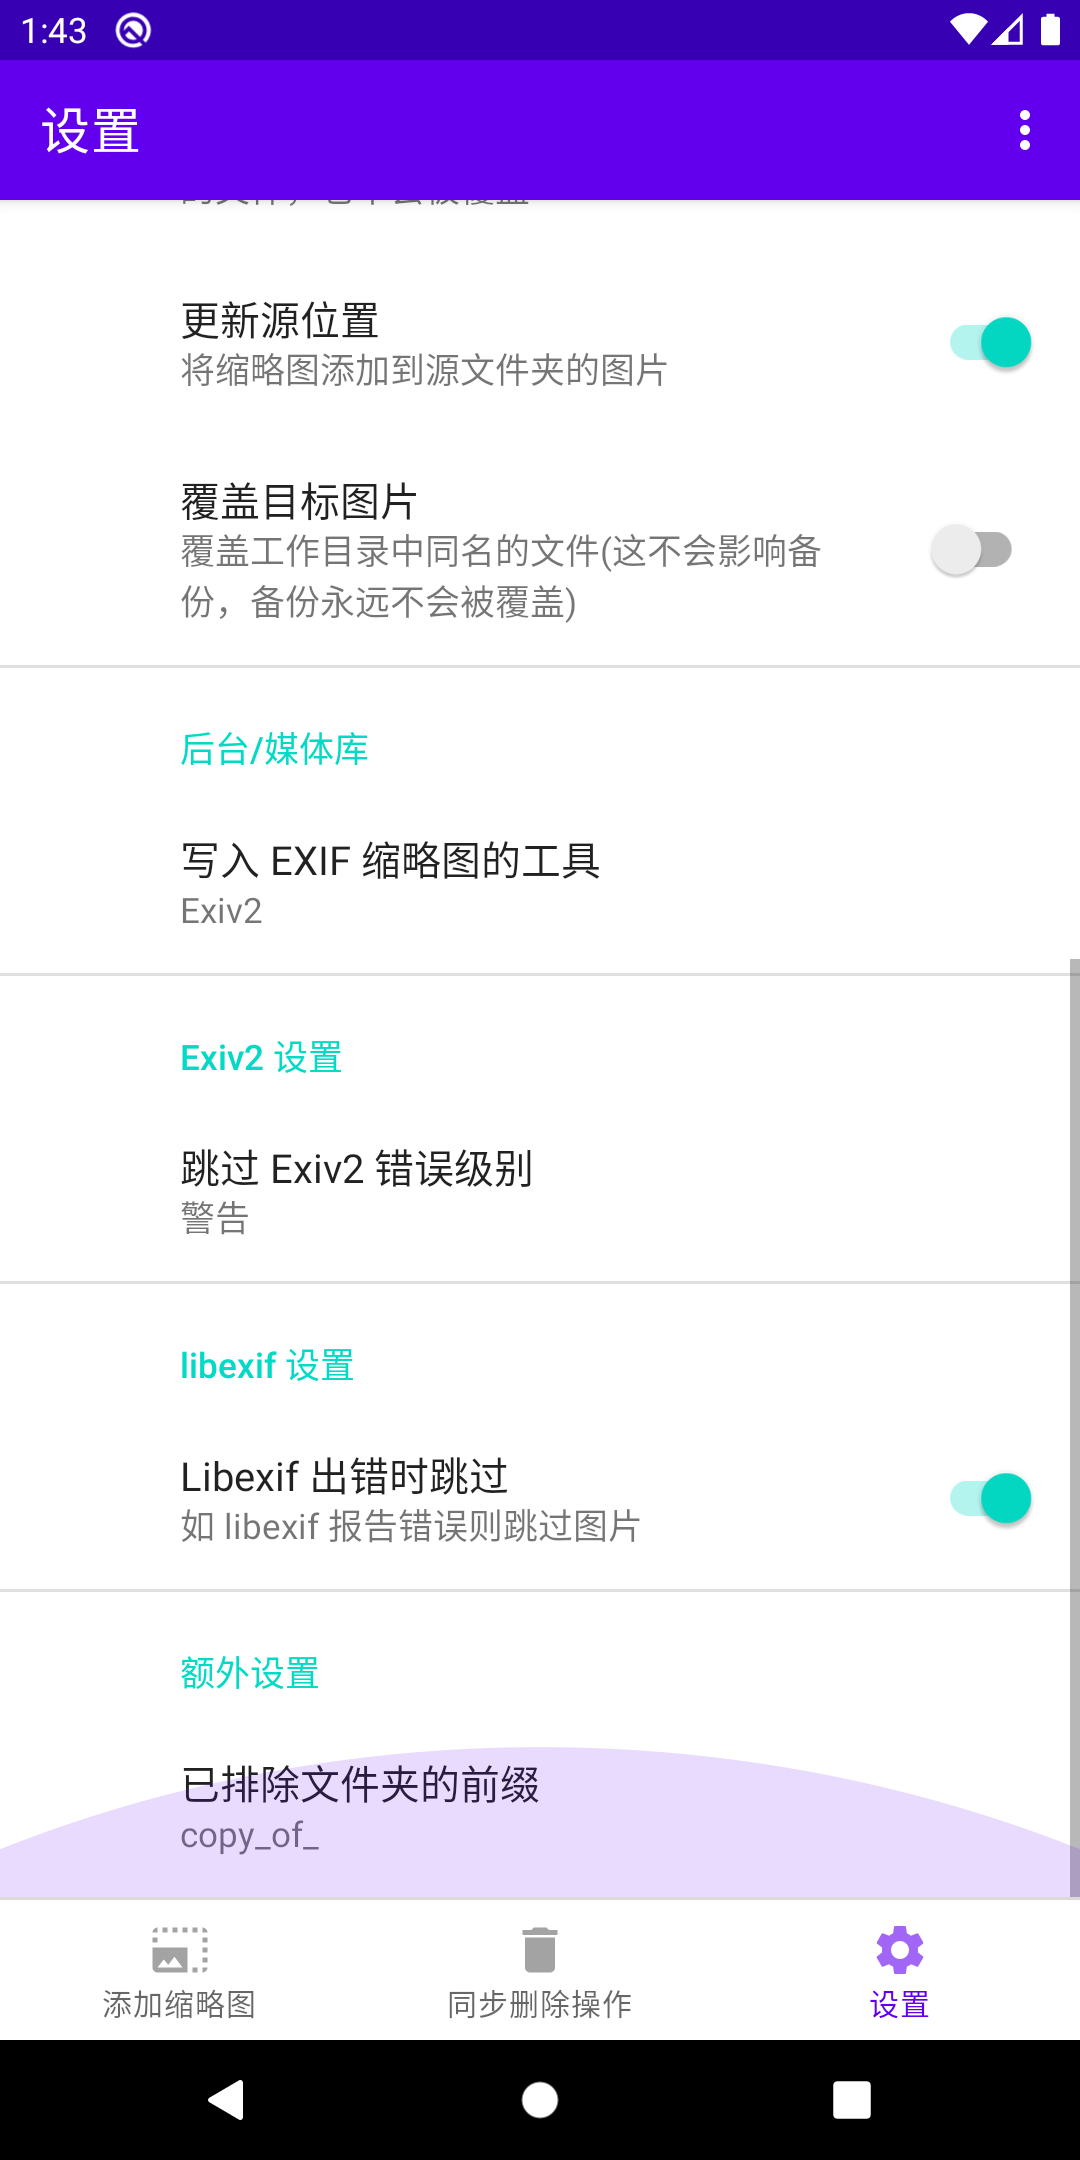 1:43
设置
更新源位置
将缩略图添加到源文件夹的图片
覆盖目标图片
覆盖工作目录中同名的文件(这不会影响备
份，备份永远不会被覆盖)
后台/媒体库
写入 EXIF 缩略图的工具
Exiv2
Exiv2 设置
跳过 Exiv2 错误级别
警告
libexif 设置
Libexif 出错时跳过
如 libexif 报告错误则跳过图片
额外设置
已排除文件夹的前缀
copy_of_
添加缩略图
同步删除操作
设置